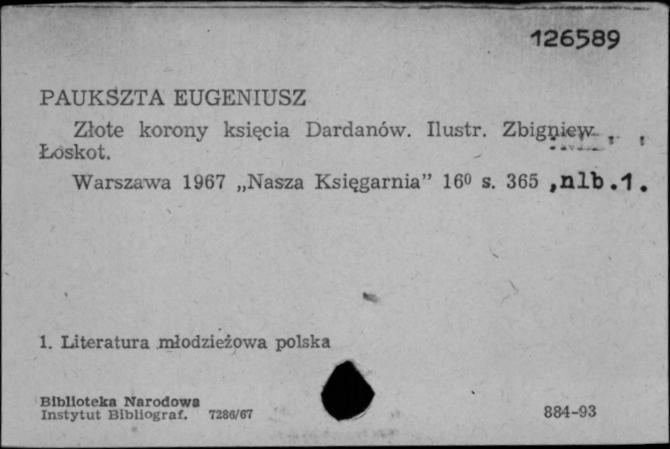 126589
PAUKSZTA EUGENIUSZ
Złote korony księcia Dardanów. Ilustr. Zbigniew
Łoskot.
Warszawa 1967 „Nasza Księgarnia” 16⁰ s. 365 ,nlb.1.
1. Literatura młodzieżowa polska
Biblioteka Narodowa
Instytut Bibliograf. 7286/67
884-93